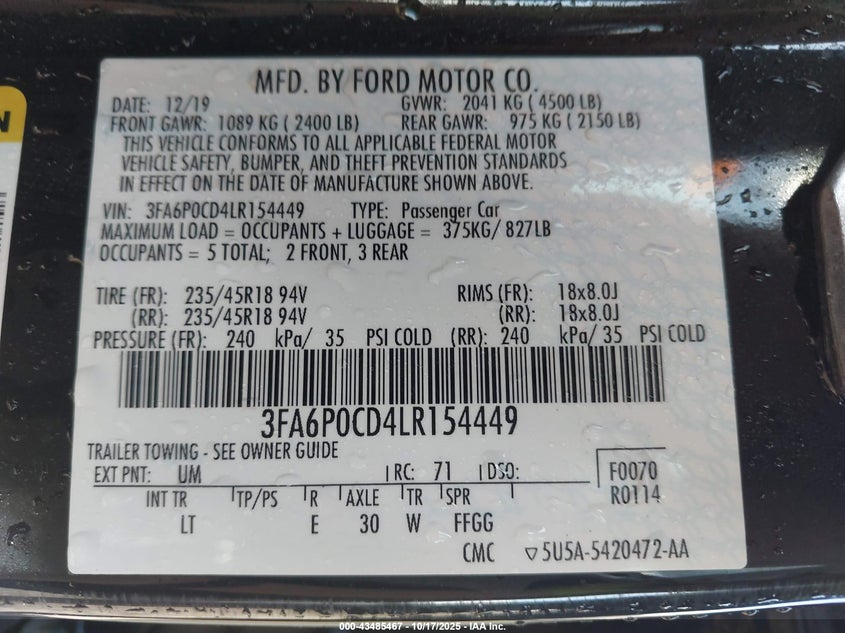 MFD. BY FORD MOTOR CO.
DATE: 12/19 GVWR: 2041 KG ( 4500 LB)
FRONT GAWR: 1089 KG ( 2400 LB) REAR GAWR: 975 KG ( 2150 LB)
THIS VEHICLE CONFORMS TO ALL APPLICABLE FEDERAL MOTOR
VEHICLE SAFETY, BUMPER, AND THEFT PREVENTION STANDARDS
IN EFFECT ON THE DATE OF MANUFACTURE SHOWN ABOVE.
VIN: 3FA6P0CD4LR154449 TYPE: Passenger Car
MAXIMUM LOAD = OCCUPANTS + LUGGAGE = 375KG/ 827LB
OCCUPANTS = 5 TOTAL; 2 FRONT, 3 REAR
TIRE (FR): 235/45R18 94V RIMS (FR): 18x8.0J
(RR): 235/45R18 94V (RR): 18x8.0J
PRESSURE (FR): 240 kPa/ 35 PSI COLD (RR): 240 kPa/ 35 PSI COLD
3FA6P0CD4LR154449
TRAILER TOWING - SEE OWNER GUIDE
EXT PNT: UM RC: 71 DSO: F0070
R0114
INT TR TP/PS R AXLE TR SPR
LT E 30 W FFGG
CMC ▽5U5A-5420472-AA
N
000-43485467 - 10/17/2025 - IAA Inc.